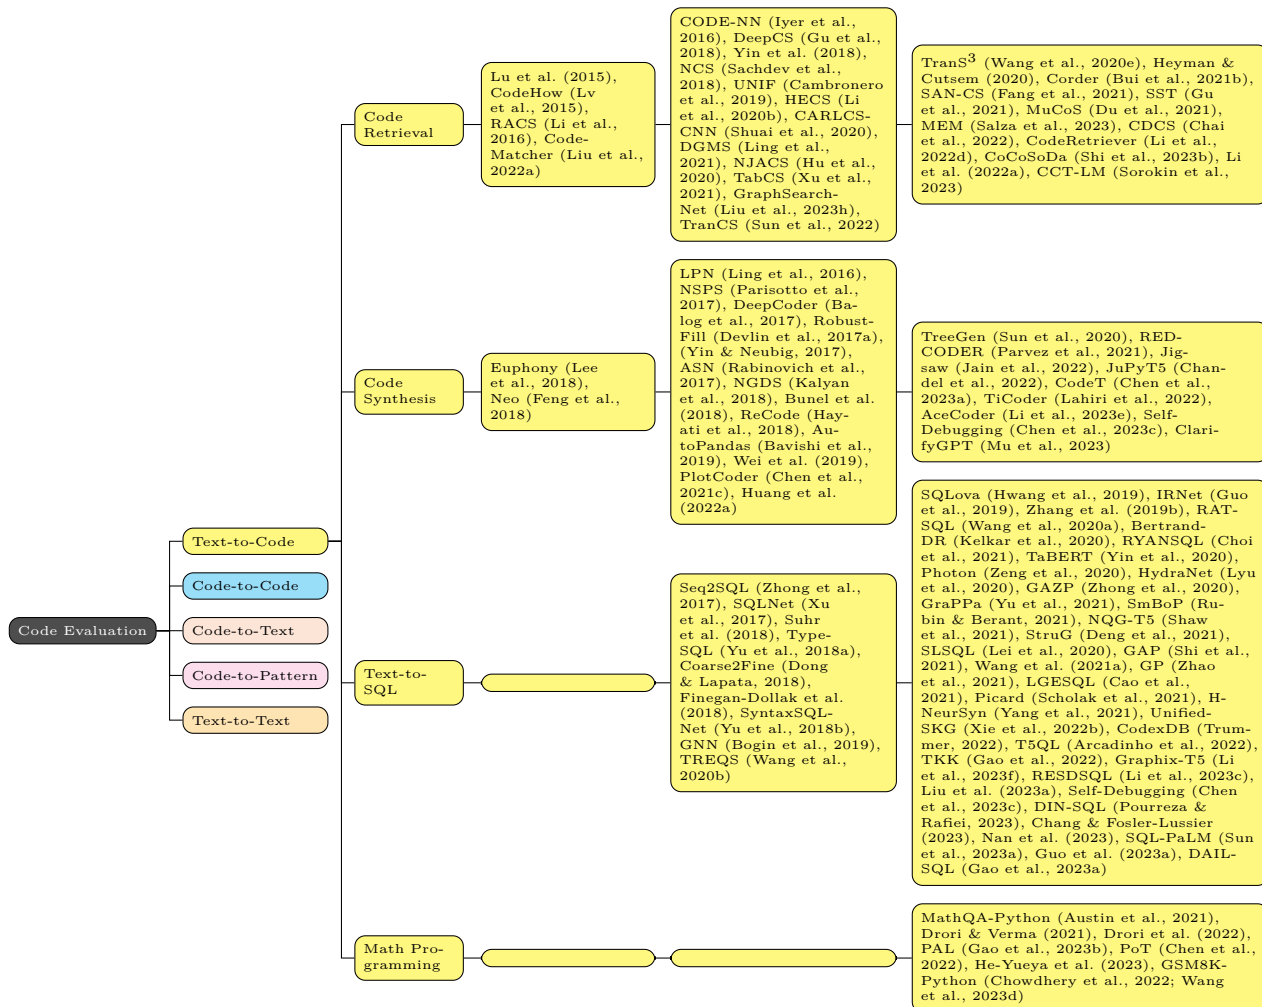 Code Evaluation
Text-to-Code
Code-to-Code
Code-to-Text
Code-to-Pattern
Text-to-Text
Code
Retrieval
Lu et al. (2015),
CodeHow (Lv
et al., 2015),
RACS (Li et al.,
2016), Code-
Matcher (Liu et al.,
2022a)
CODE-NN (Iyer et al.,
2016), DeepCS (Gu et al.,
2018), Yin et al. (2018),
NCS (Sachdev et al.,
2018), UNIF (Cambronero
et al., 2019), HECS (Li
et al., 2020b), CARLCS-
CNN (Shuai et al., 2020),
DGMS (Ling et al.,
2021), NJACS (Hu et al.,
2020), TabCS (Xu et al.,
2021), GraphSearch-
Net (Liu et al., 2023h),
TranCS (Sun et al., 2022)
TranS³ (Wang et al., 2020e), Heyman &
Cutsem (2020), Corder (Bui et al., 2021b),
SAN-CS (Fang et al., 2021), SST (Gu
et al., 2021), MuCoS (Du et al., 2021),
MEM (Salza et al., 2023), CDCS (Chai
et al., 2022), CodeRetriever (Li et al.,
2022d), CoCoSoDa (Shi et al., 2023b), Li
et al. (2022a), CCT-LM (Sorokin et al.,
2023)
Code
Synthesis
Euphony (Lee
et al., 2018),
Neo (Feng et al.,
2018)
LPN (Ling et al., 2016),
NSPS (Parisotto et al.,
2017), DeepCoder (Ba-
log et al., 2017), Robust-
Fill (Devlin et al., 2017a),
(Yin & Neubig, 2017),
ASN (Rabinovich et al.,
2017), NGDS (Kalyan
et al., 2018), Bunel et al.
(2018), ReCode (Hay-
ati et al., 2018), Au-
toPandas (Bavishi et al.,
2019), Wei et al. (2019),
PlotCoder (Chen et al.,
2021c), Huang et al.
(2022a)
TreeGen (Sun et al., 2020), RED-
CODER (Parvez et al., 2021), Jig-
saw (Jain et al., 2022), JuPyT5 (Chan-
del et al., 2022), CodeT (Chen et al.,
2023a), TiCoder (Lahiri et al., 2022),
AceCoder (Li et al., 2023e), Self-
Debugging (Chen et al., 2023c), Clari-
fyGPT (Mu et al., 2023)
Text-to-
SQL
Seq2SQL (Zhong et al.,
2017), SQLNet (Xu
et al., 2017), Suhr
et al. (2018), Type-
SQL (Yu et al., 2018a),
Coarse2Fine (Dong
& Lapata, 2018),
Finegan-Dollak et al.
(2018), SyntaxSQL-
Net (Yu et al., 2018b),
GNN (Bogin et al., 2019),
TREQS (Wang et al.,
2020b)
SQLova (Hwang et al., 2019), IRNet (Guo
et al., 2019), Zhang et al. (2019b), RAT-
SQL (Wang et al., 2020a), Bertrand-
DR (Kelkar et al., 2020), RYANSQL (Choi
et al., 2021), TaBERT (Yin et al., 2020),
Photon (Zeng et al., 2020), HydraNet (Lyu
et al., 2020), GAZP (Zhong et al., 2020),
GraPPa (Yu et al., 2021), SmBoP (Ru-
bin & Berant, 2021), NQG-T5 (Shaw
et al., 2021), StruG (Deng et al., 2021),
SLSQL (Lei et al., 2020), GAP (Shi et al.,
2021), Wang et al. (2021a), GP (Zhao
et al., 2021), LGESQL (Cao et al.,
2021), Picard (Scholak et al., 2021), H-
NeurSyn (Yang et al., 2021), Unified-
SKG (Xie et al., 2022b), CodexDB (Trum-
mer, 2022), T5QL (Arcadinho et al., 2022),
TKK (Gao et al., 2022), Graphix-T5 (Li
et al., 2023f), RESDSQL (Li et al., 2023c),
Liu et al. (2023a), Self-Debugging (Chen
et al., 2023c), DIN-SQL (Pourreza &
Rafiei, 2023), Chang & Fosler-Lussier
(2023), Nan et al. (2023), SQL-PaLM (Sun
et al., 2023a), Guo et al. (2023a), DAIL-
SQL (Gao et al., 2023a)
Math Pro-
gramming
MathQA-Python (Austin et al., 2021),
Drori & Verma (2021), Drori et al. (2022),
PAL (Gao et al., 2023b), PoT (Chen et al.,
2022), He-Yueya et al. (2023), GSM8K-
Python (Chowdhery et al., 2022; Wang
et al., 2023d)